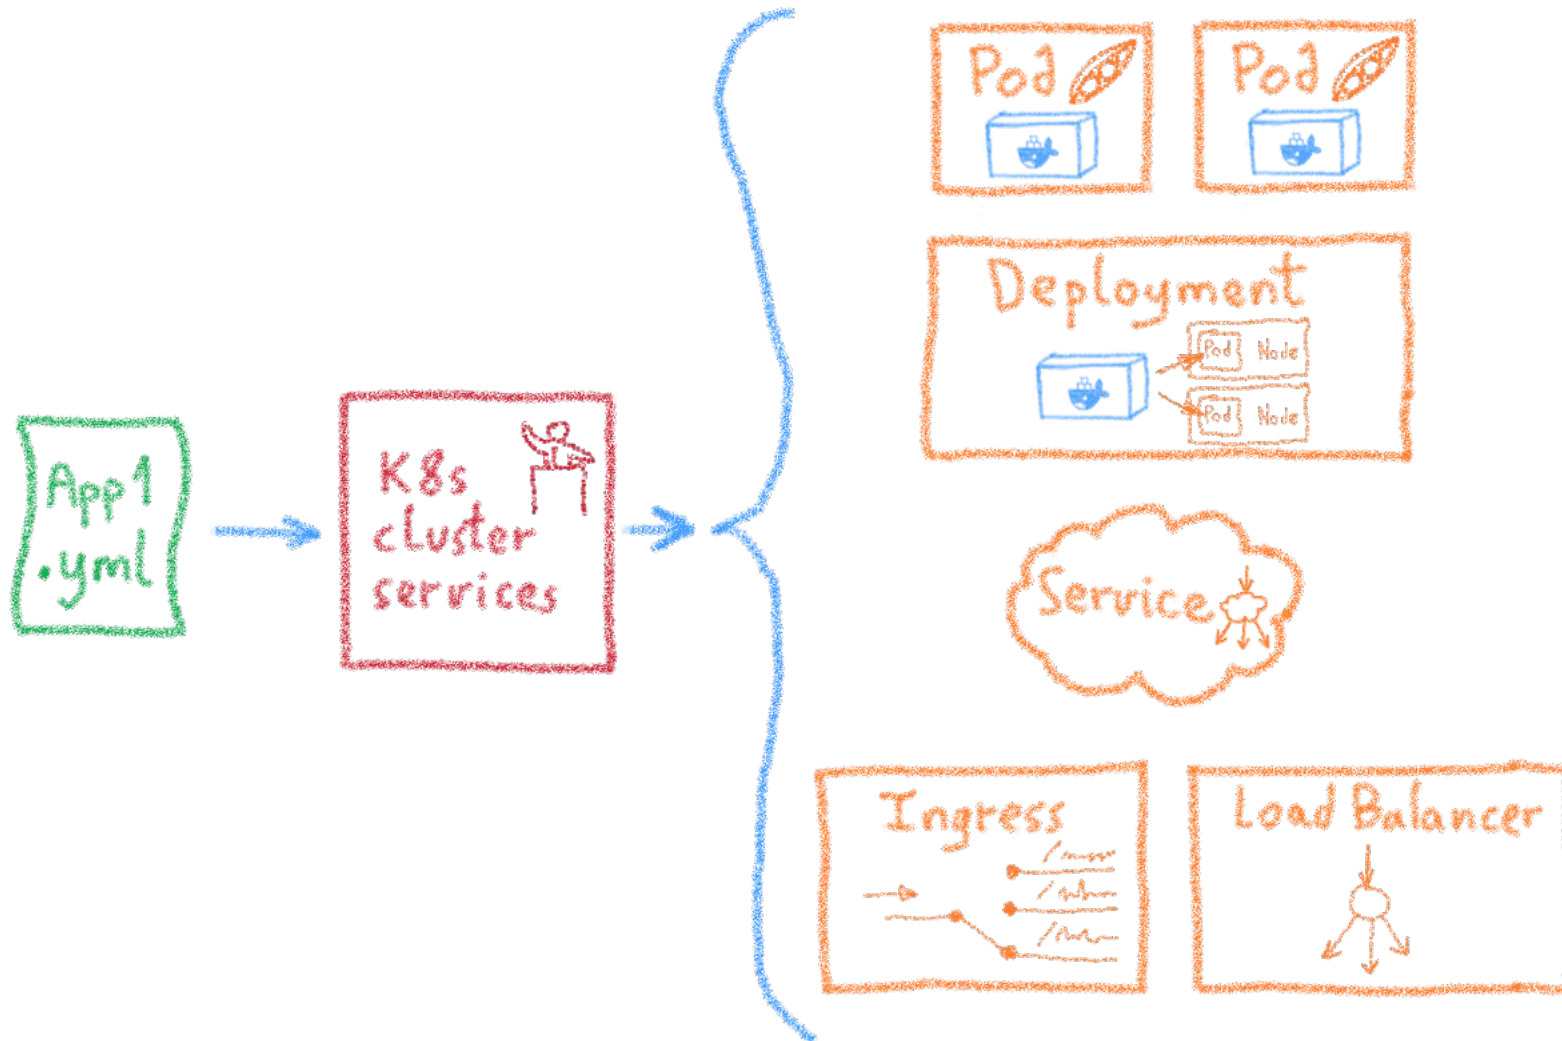 Pod
Pod
Deployment
Pod Node
Pod Node
App1
.yml
K8s
cluster
services
Service
Ingress
Load Balancer